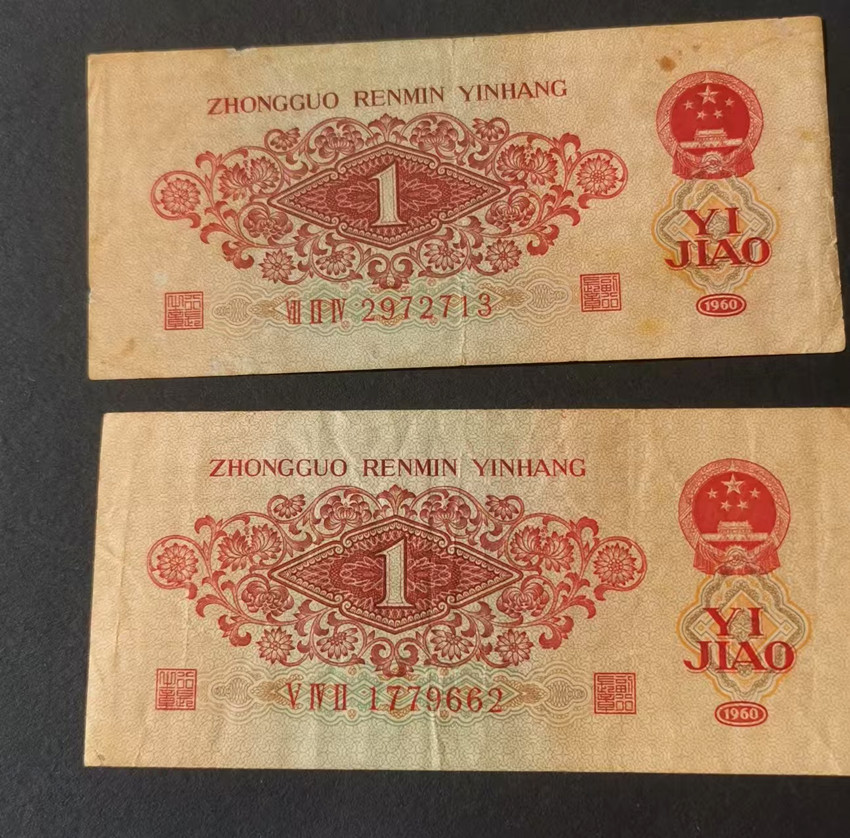 ZHONGGUO RENMIN YINHANG
1
YI
JIAO
VII II IV 2972713
1960
ZHONGGUO RENMIN YINHANG
1
YI
JIAO
V IV II 1779662
1960